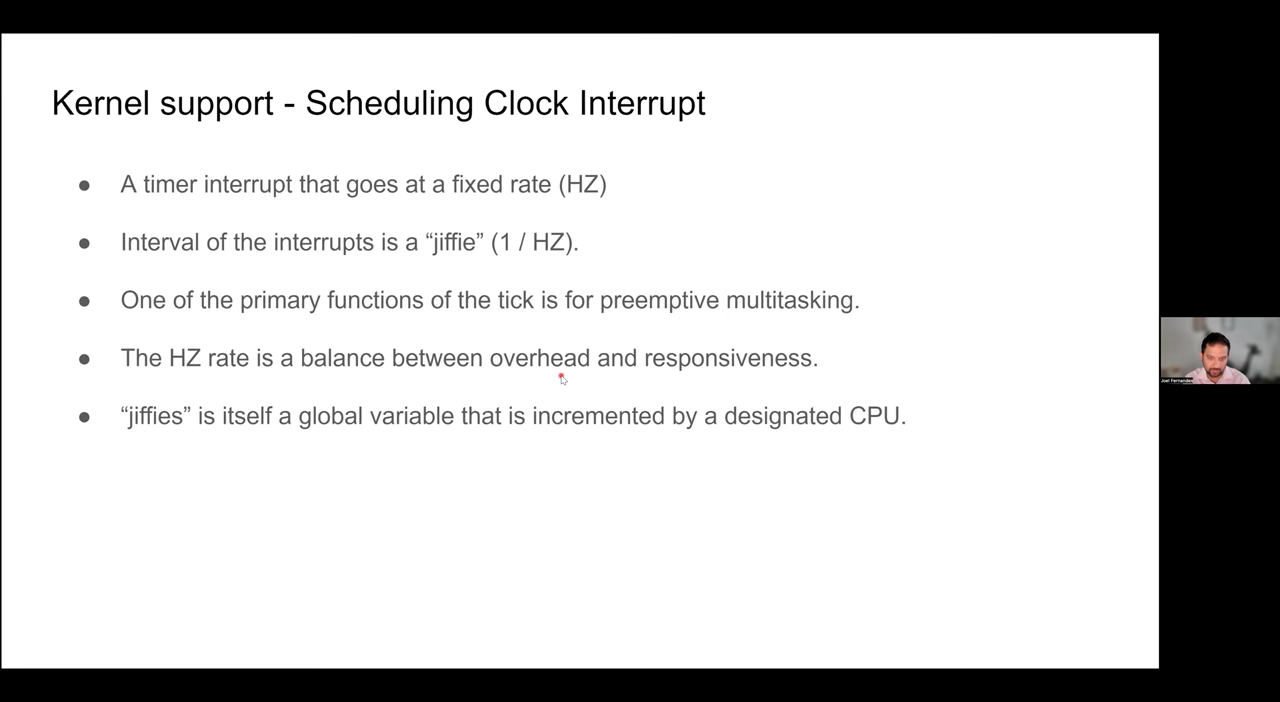 Kernel support - Scheduling Clock Interrupt
● A timer interrupt that goes at a fixed rate (HZ)
● Interval of the interrupts is a “jiffie” (1 / HZ).
● One of the primary functions of the tick is for preemptive multitasking.
● The HZ rate is a balance between overhead and responsiveness.
● “jiffies” is itself a global variable that is incremented by a designated CPU.
Joel Fernandes